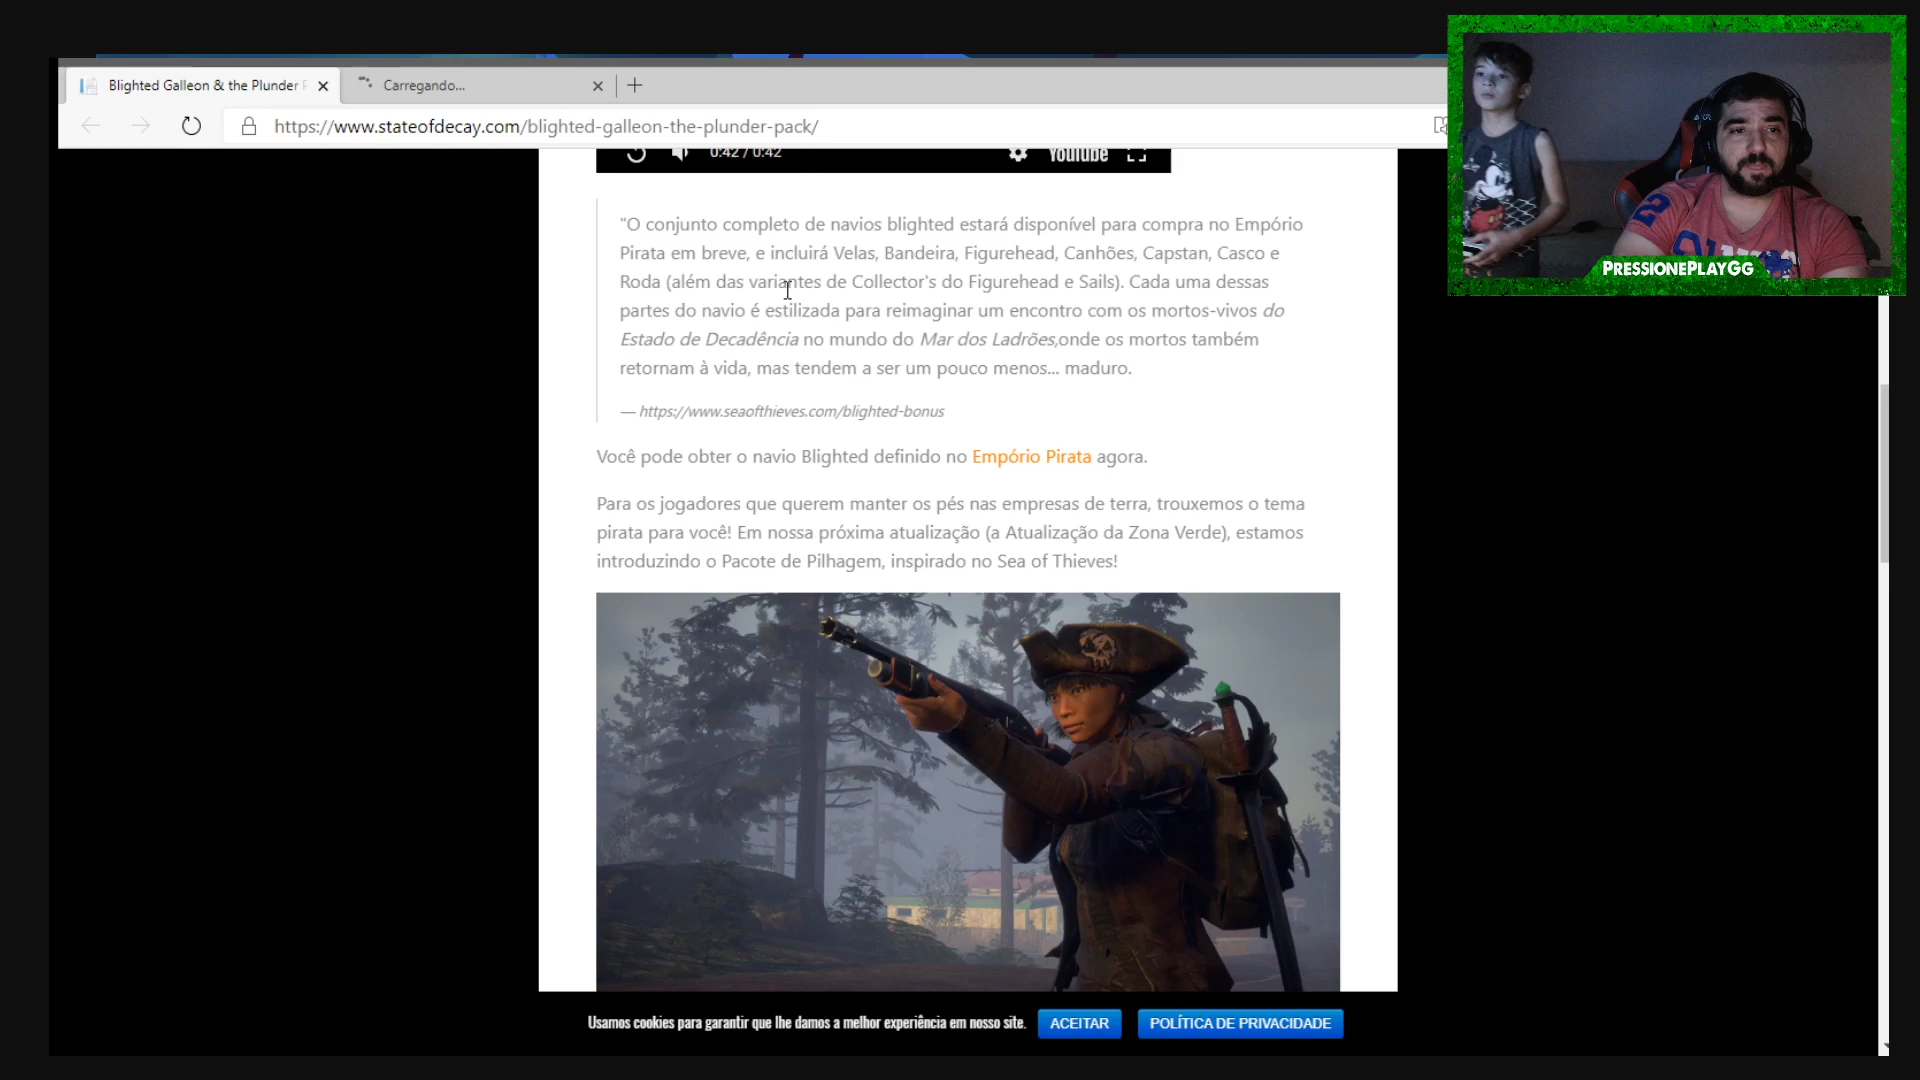 Blighted Galleon & the Plunder
Carregando...
https://www.stateofdecay.com/blighted-galleon-the-plunder-pack/
0:42 / 0:42
YouTube
"O conjunto completo de navios blighted estará disponível para compra no Empório
Pirata em breve, e incluirá Velas, Bandeira, Figurehead, Canhões, Capstan, Casco e
Roda (além das variantes de Collector's do Figurehead e Sails). Cada uma dessas
partes do navio é estilizada para reimaginar um encontro com os mortos-vivos do
Estado de Decadência no mundo do Mar dos Ladrões,onde os mortos também
retornam à vida, mas tendem a ser um pouco menos... maduro.
— https://www.seaofthieves.com/blighted-bonus
Você pode obter o navio Blighted definido no Empório Pirata agora.
Para os jogadores que querem manter os pés nas empresas de terra, trouxemos o tema
pirata para você! Em nossa próxima atualização (a Atualização da Zona Verde), estamos
introduzindo o Pacote de Pilhagem, inspirado no Sea of Thieves!
Usamos cookies para garantir que lhe damos a melhor experiência em nosso site.
ACEITAR
POLÍTICA DE PRIVACIDADE
PRESSIONEPLAYGG